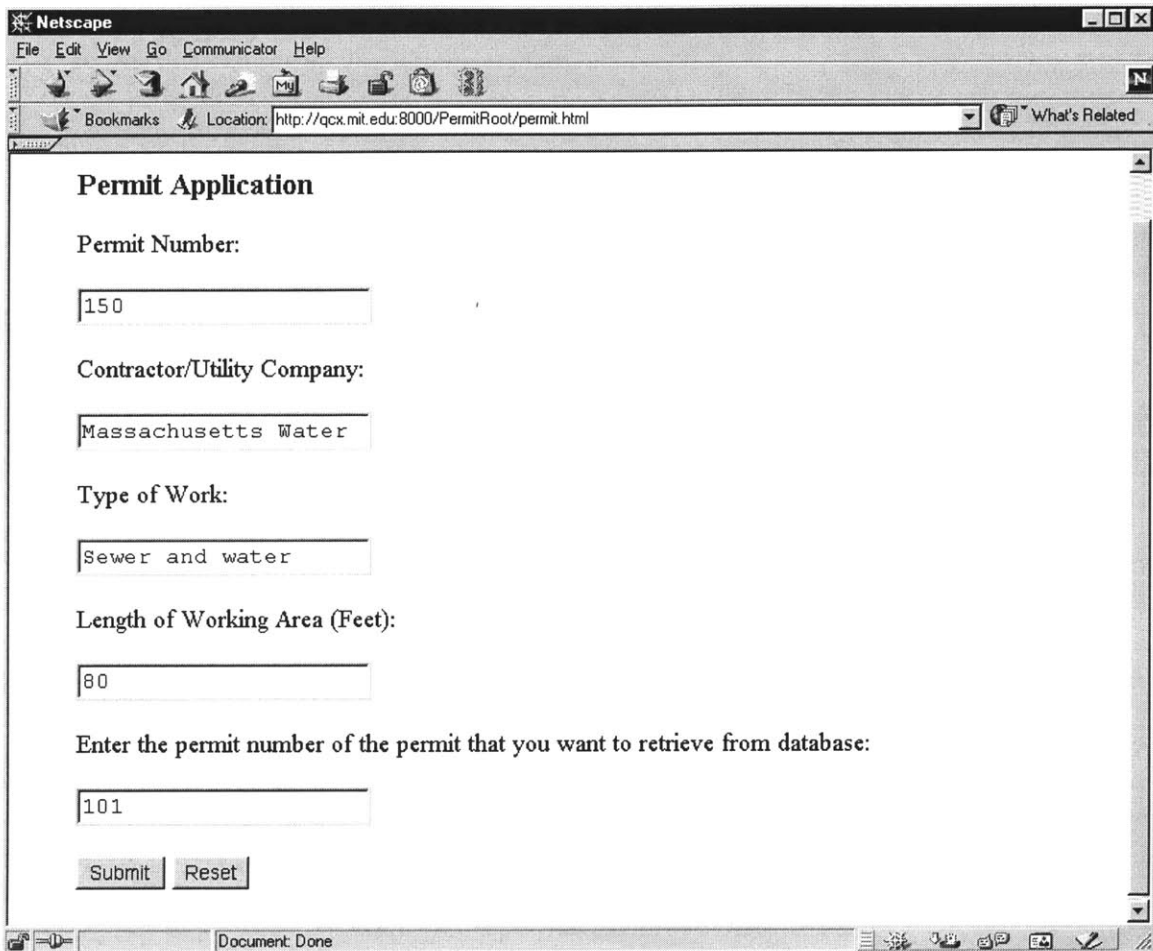 Netscape
File Edit View Go Communicator Help
My
N
Bookmarks Location: http://qcx.mit.edu:8000/PermitRoot/permit.html What's Related
Permit Application
Permit Number:
150
Contractor/Utility Company:
Massachusetts Water
Type of Work:
Sewer and water
Length of Working Area (Feet):
80
Enter the permit number of the permit that you want to retrieve from database:
101
Submit Reset
Document: Done